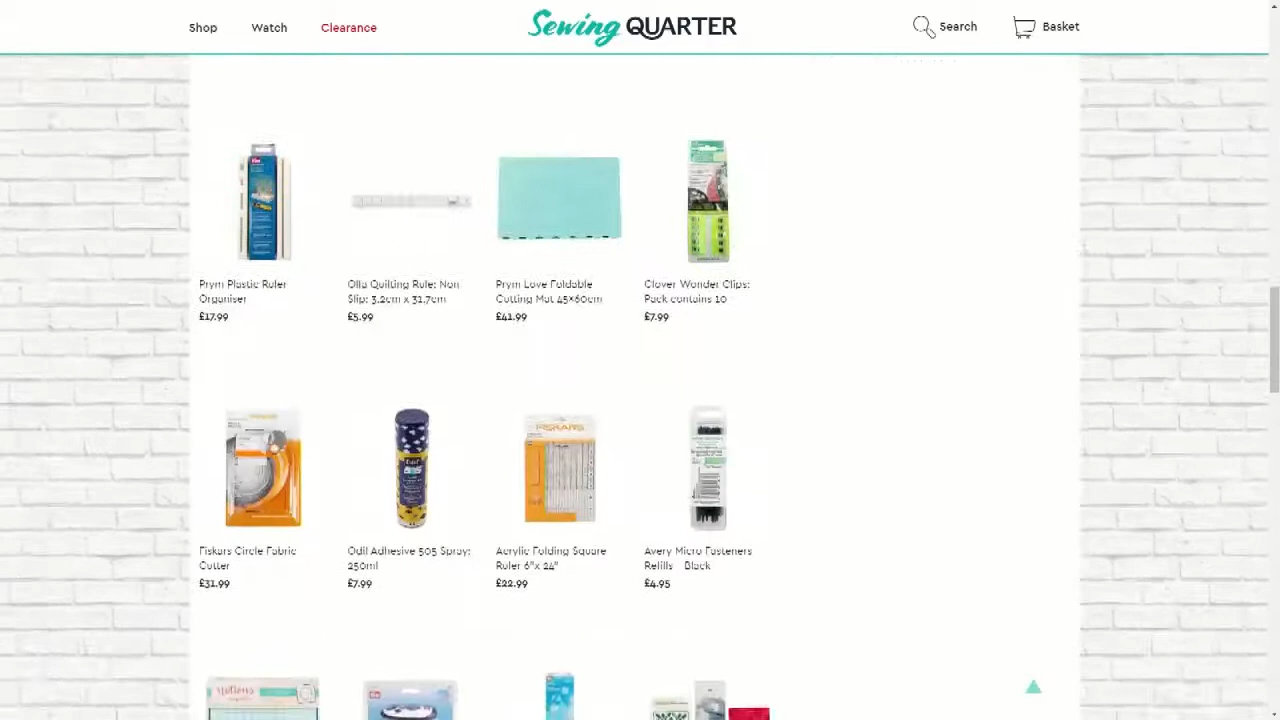 Shop
Watch
Clearance
Sewing QUARTER
Search
Basket
Prym Plastic Ruler
Organiser
£17.99
Olfa Quilting Rule: Non
Slip: 3.2cm x 31.7cm
£5.99
Prym Love Foldable
Cutting Mat 45x60cm
£41.99
Clover Wonder Clips:
Pack contains 10
£7.99
FISKARS
Fiskars Circle Fabric
Cutter
£31.99
Odif Adhesive 505 Spray:
250ml
£7.99
Acrylic Folding Square
Ruler 6"x 24"
£22.99
Avery Micro Fasteners
Refills - Black
£4.95
Notions